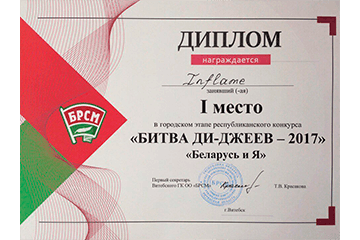 ДИПЛОМ
награждается
Inflame
занявший (-ая)
I место
в городском этапе республиканского конкурса
«БИТВА ДИ-ДЖЕЕВ – 2017»
«Беларусь и Я»
БРСМ
Первый секретарь
Витебского ГК ОО «БРСМ»
Т.В. Красикова
г.Витебск